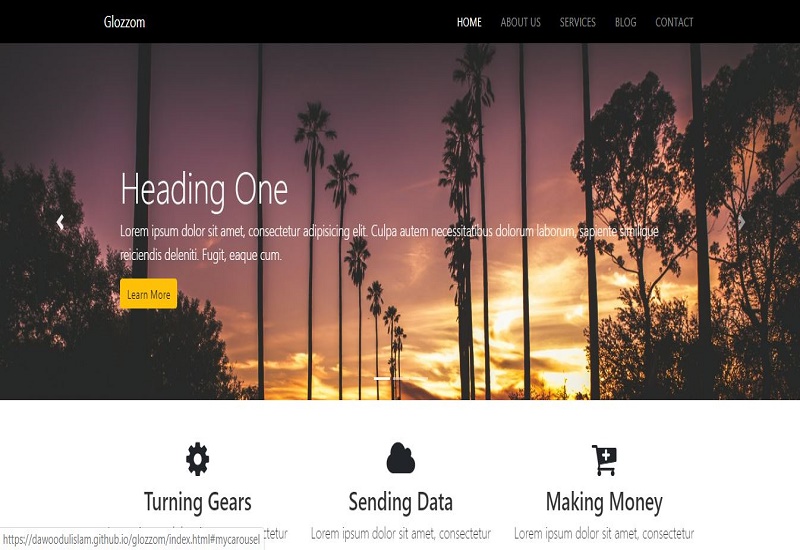 Glozzom
HOME ABOUT US SERVICES BLOG CONTACT
Heading One
Lorem ipsum dolor sit amet, consectetur adipisicing elit. Culpa autem necessitatibus dolorum laborum, sapiente similique
reiciendis deleniti. Fugit, eaque cum.
Learn More
Turning Gears
Sending Data
Making Money
Lorem ipsum dolor sit amet, consectetur
Lorem ipsum dolor sit amet, consectetur
https://dawoodulislam.github.io/glozzom/index.html#mycarousel